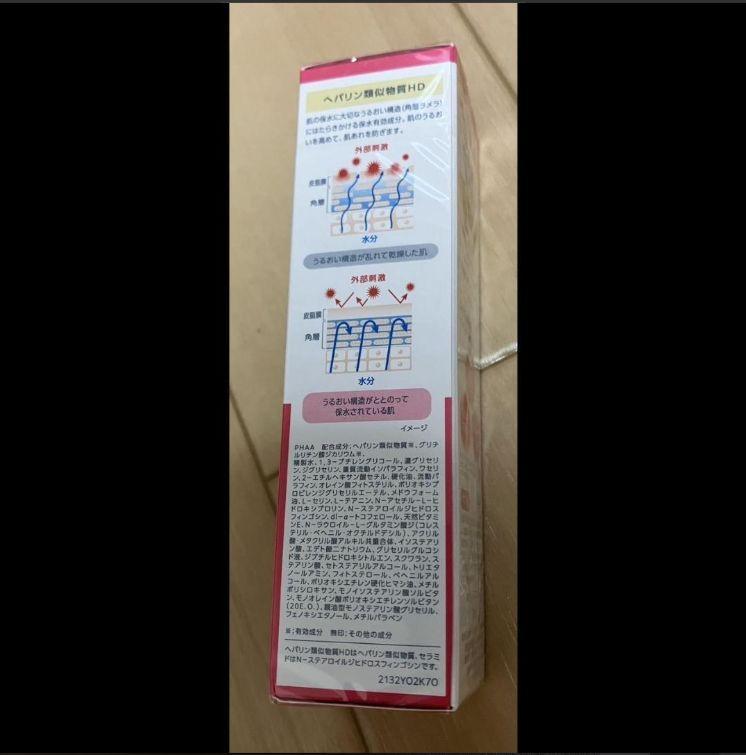 ヘパリン類似物質HD
肌の保水に大切なうるおい構造(角層ラメラ)
にはたらきかける保水有効成分。肌のうるお
いを高めて、肌あれを防ぎます。
外部刺激
皮脂膜
角層
水分
うるおい構造が乱れて乾燥した肌
外部刺激
皮脂膜
角層
水分
うるおい構造がととのって
保水されている肌
イメージ
PHAA 配合成分:ヘパリン類似物質※、グリチ
ルリチン酸ジカリウム※、
精製水、1,3-ブチレングリコール、濃グリセリ
ン、ジグリセリン、重質流動イソパラフィン、ワセリ
ン、2-エチルヘキサン酸セチル、硬化油、流動パ
ラフィン、オレイン酸フィトステリル、ポリオキシプ
ロピレンジグリセリルエーテル、メドウフォーム
油、L-セリン、L-テアニン、N-アセチル-L-ヒ
ドロキシプロリン、N-ステアロイルジヒドロス
フィンゴシン、dl-α-トコフェロール、天然ビタミ
ンE、N-ラウロイル-L-グルタミン酸ジ(コレス
テリル・ベヘニル・オクチルドデシル)、アクリル
酸・メタクリル酸アルキル共重合体、イソステアリ
ン酸、エデト酸二ナトリウム、グリセリルグルコシ
ド液、ジブチルヒドロキシトルエン、スクワラン、ス
テアリン酸、セトステアリルアルコール、トリエタ
ノールアミン、フィトステロール、ベヘニルアルコ
ール、ポリオキシエチレン硬化ヒマシ油、メチル
ポリシロキサン、モノイソステアリン酸ソルビタ
ン、モノオレイン酸ポリオキシエチレンソルビタン
(20E.O.)、親油型モノステアリン酸グリセリル、
フェノキシエタノール、メチルパラベン
※:有効成分 無印:その他の成分
ヘパリン類似物質HDはヘパリン類似物質、セラミ
ドはN-ステアロイルジヒドロスフィンゴシンです。
2132Y02K70